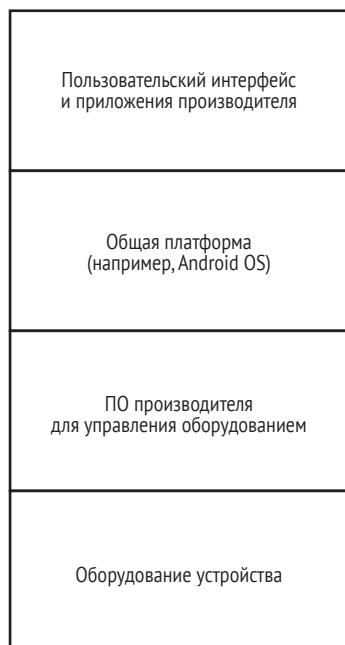 Пользовательский интерфейс
и приложения производителя
Общая платформа
(например, Android OS)
ПО производителя
для управления оборудованием
Оборудование устройства